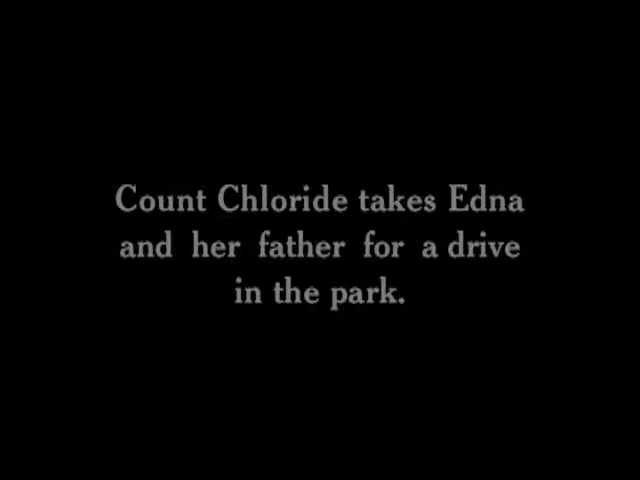 Count Chloride takes Edna
and her father for a drive
in the park.